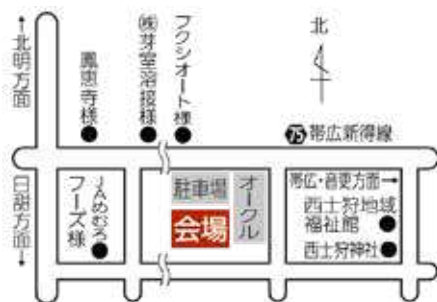 ↑北明方面
鳳恵寺様
㈱芽室溶接様
フクシオート様
北
75 帯広新得線
日甜方面↓
JAめむろ
フーズ様
駐車場
オークル
会場
帯広・音更方面→
西士狩地域
福祉館
西士狩神社